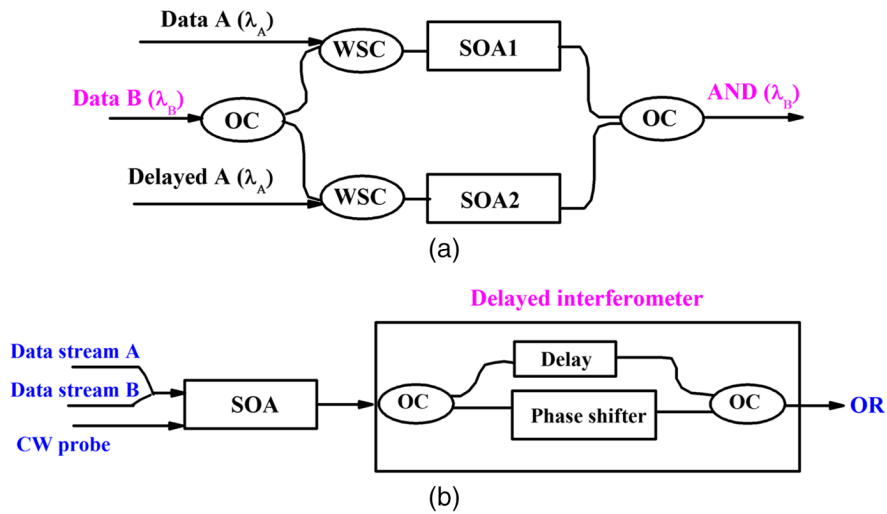 Data A (λA)
WSC
SOA1
Data B (λB)
OC
AND (λB)
OC
Delayed A (λA)
WSC
SOA2
(a)
Delayed interferometer
Data stream A
Delay
Data stream B
SOA
OC
OC
OR
Phase shifter
CW probe
(b)